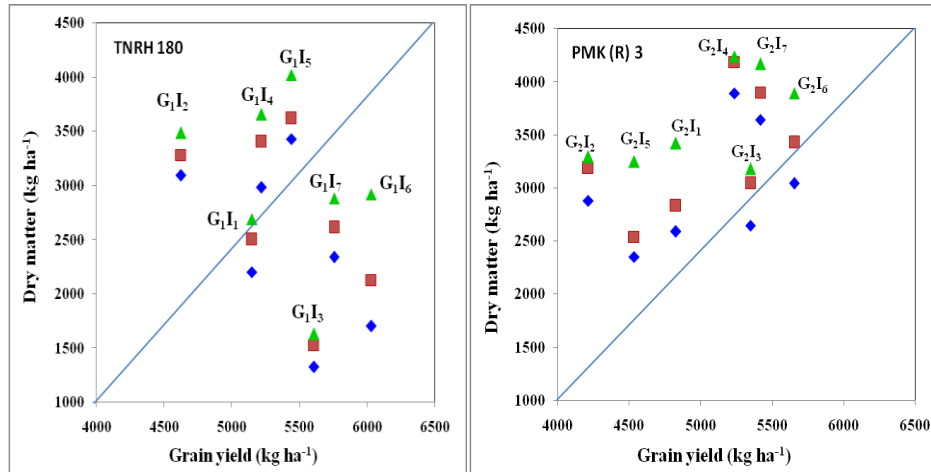 TNRH 180
4500
4000
3500
3000
2500
2000
1500
1000
Dry matter (kg ha⁻¹)
G₁I₂
G₁I₄
G₁I₅
G₁I₁
G₁I₇
G₁I₆
G₁I₃
4000 4500 5000 5500 6000 6500
Grain yield (kg ha⁻¹)
PMK (R) 3
4500
4000
3500
3000
2500
2000
1500
1000
Dry matter (kg ha⁻¹)
G₂I₄
G₂I₇
G₂I₆
G₂I₂
G₂I₅
G₂I₁
G₂I₃
4000 4500 5000 5500 6000 6500
Grain yield (kg ha⁻¹)